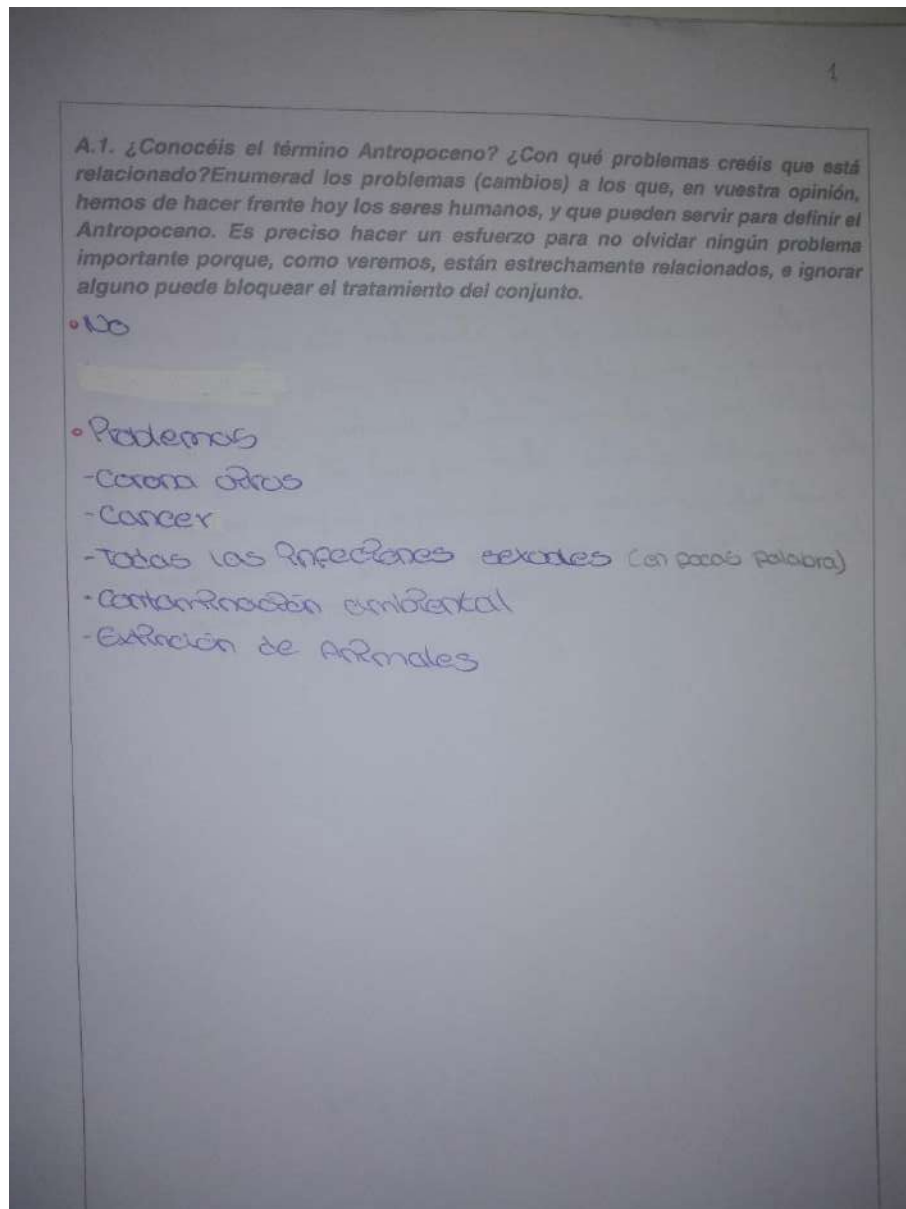 1
A.1. ¿Conocéis el término Antropoceno? ¿Con qué problemas creéis que está
relacionado?Enumerad los problemas (cambios) a los que, en vuestra opinión,
hemos de hacer frente hoy los seres humanos, y que pueden servir para definir el
Antropoceno. Es preciso hacer un esfuerzo para no olvidar ningún problema
importante porque, como veremos, están estrechamente relacionados, e ignorar
alguno puede bloquear el tratamiento del conjunto.
• No
• Problemas
- Corona virus
- Cancer
- Todas las infecciones sexuales (en pocas palabra)
- Contaminación ambiental
- Extinción de Animales